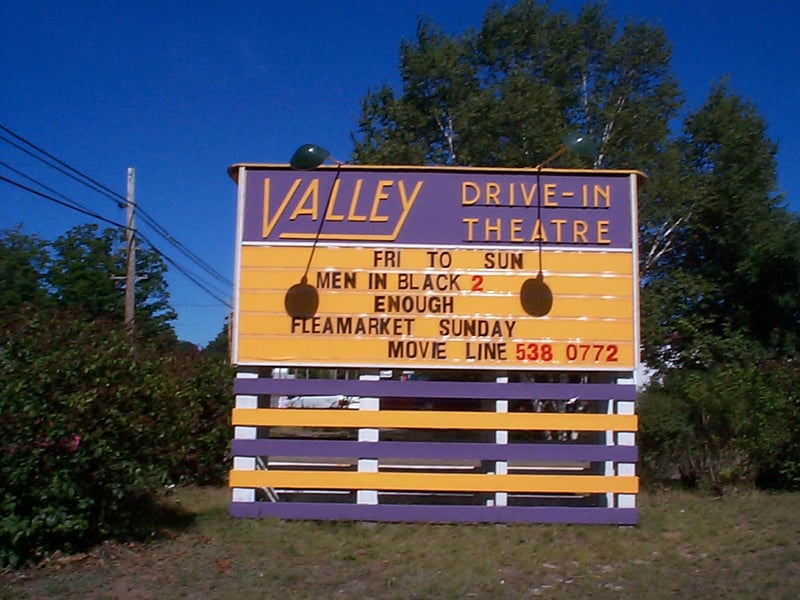 VALLEY DRIVE-IN
THEATRE
FRI TO SUN
MEN IN BLACK 2
ENOUGH
FLEAMARKET SUNDAY
MOVIE LINE 538 0772